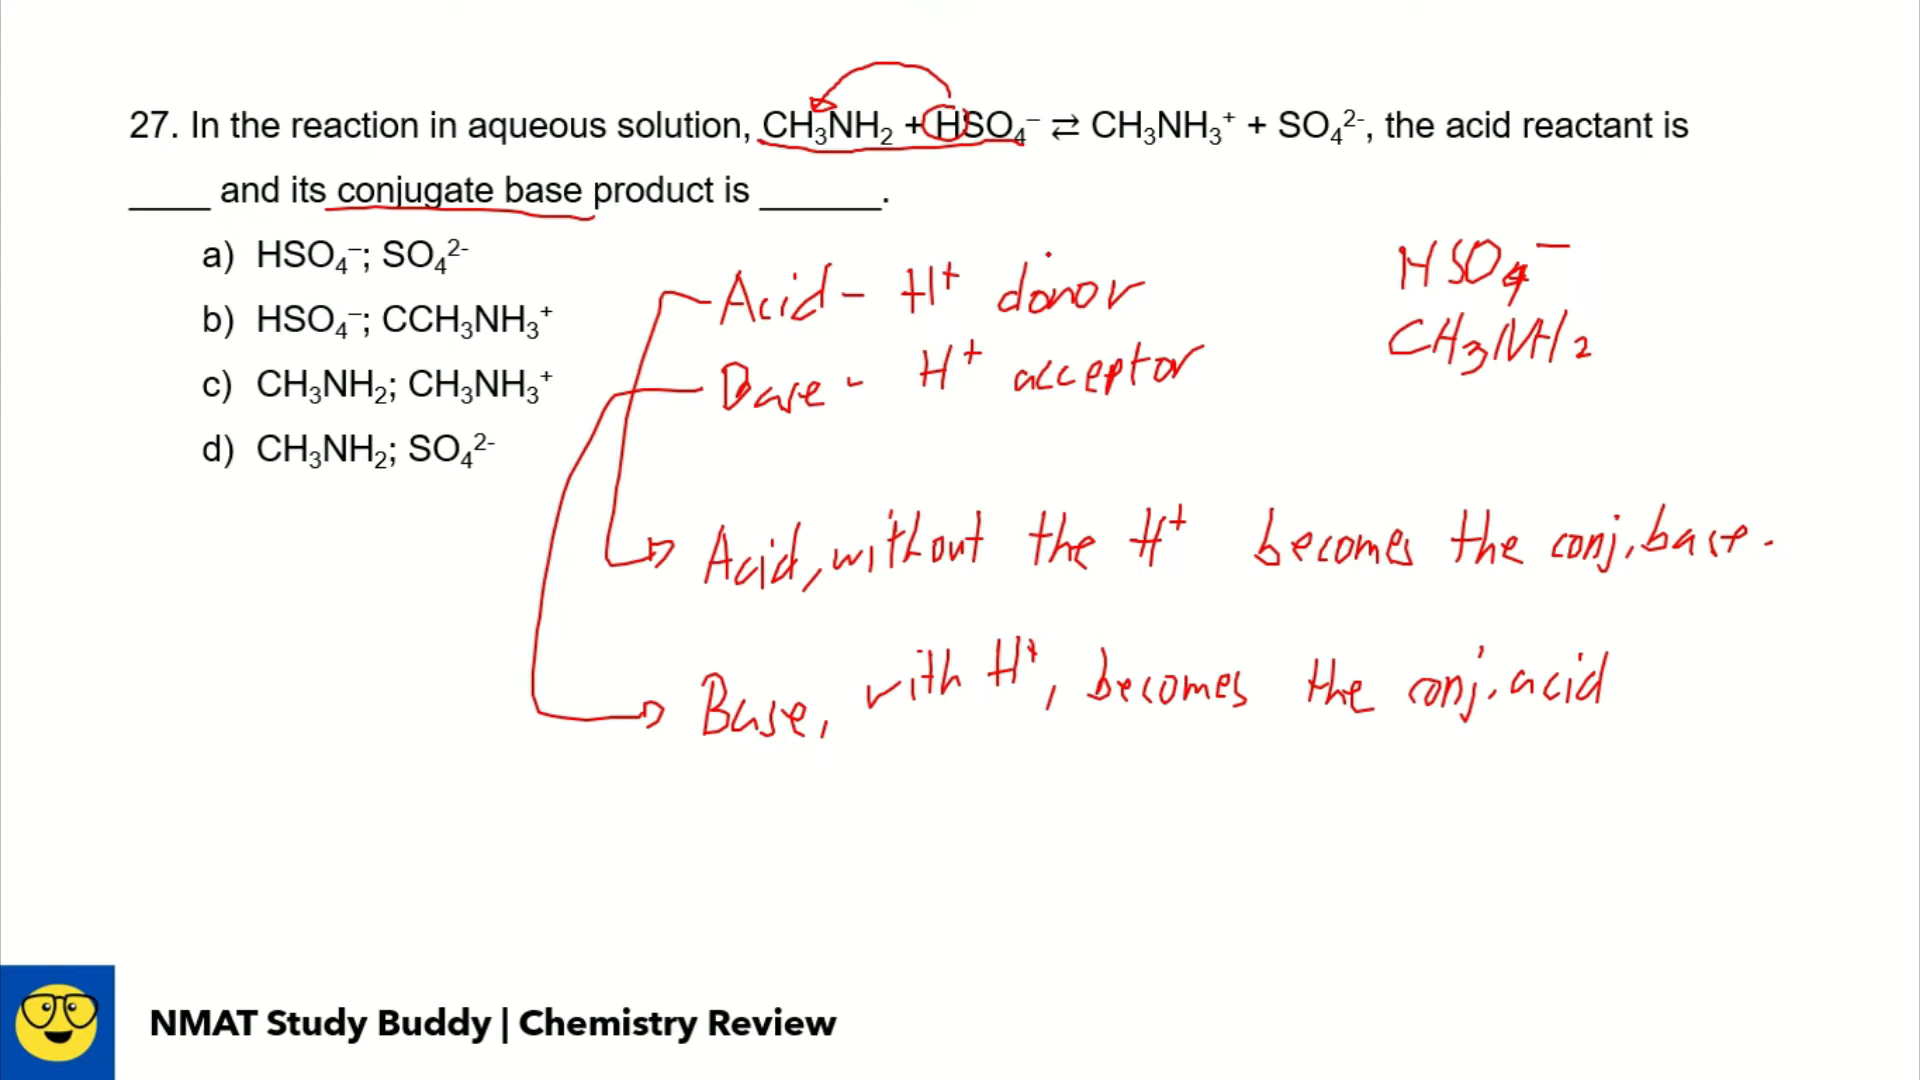 27. In the reaction in aqueous solution, CH₃NH₂ + HSO₄⁻ ⇄ CH₃NH₃⁺ + SO₄²⁻, the acid reactant is
____ and its conjugate base product is ______.
a) HSO₄⁻; SO₄²⁻
b) HSO₄⁻; CCH₃NH₃⁺
c) CH₃NH₂; CH₃NH₃⁺
d) CH₃NH₂; SO₄²⁻
Acid - H⁺ donor
Base - H⁺ acceptor
HSO₄⁻
CH₃NH₂
Acid, without the H⁺ becomes the conj. base.
Base, with H⁺, becomes the conj. acid
NMAT Study Buddy | Chemistry Review